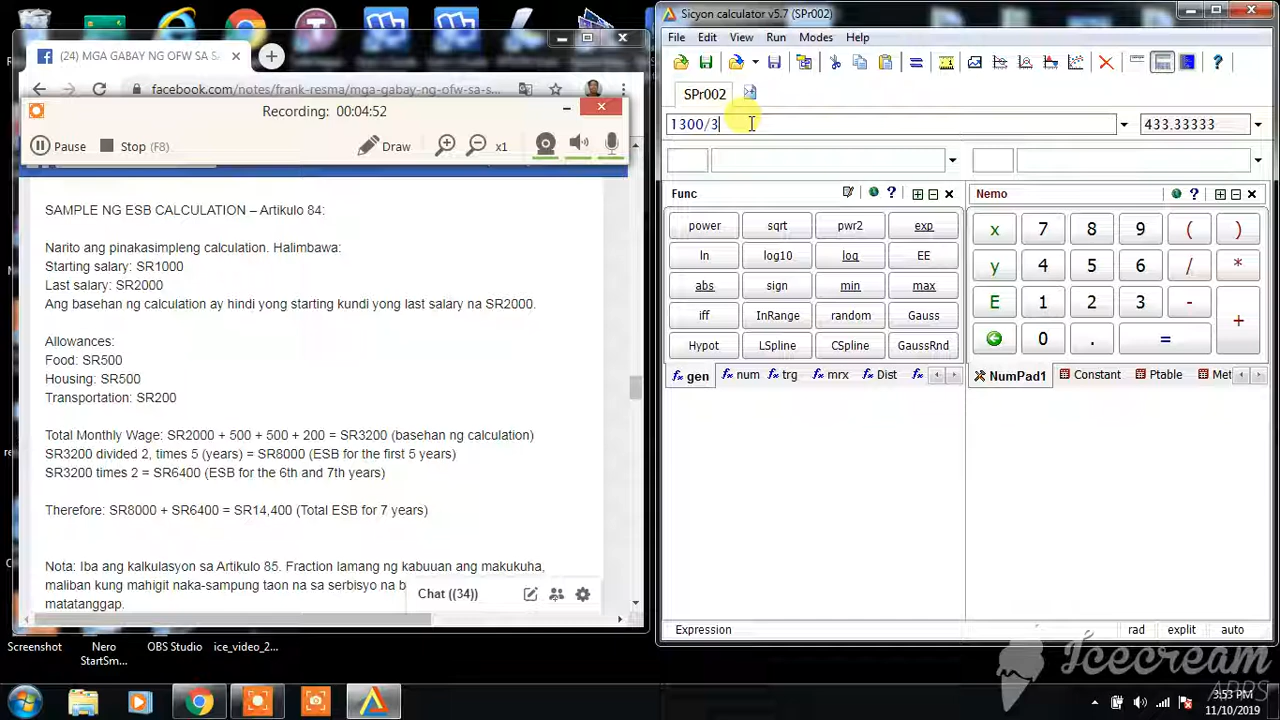 (24) MGA GABAY NG OFW SA S
facebook.com/notes/frank-resma/mga-gabay-ng-ofw-sa-s...
Recording: 00:04:52
Pause
Stop (F8)
Draw
x1
SAMPLE NG ESB CALCULATION – Artikulo 84:
Narito ang pinakasimpleng calculation. Halimbawa:
Starting salary: SR1000
Last salary: SR2000
Ang basehan ng calculation ay hindi yong starting kundi yong last salary na SR2000.
Allowances:
Food: SR500
Housing: SR500
Transportation: SR200
Total Monthly Wage: SR2000 + 500 + 500 + 200 = SR3200 (basehan ng calculation)
SR3200 divided 2, times 5 (years) = SR8000 (ESB for the first 5 years)
SR3200 times 2 = SR6400 (ESB for the 6th and 7th years)
Therefore: SR8000 + SR6400 = SR14,400 (Total ESB for 7 years)
Nota: Iba ang kalkulasyon sa Artikulo 85. Fraction lamang ng kabuuan ang makukuha,
maliban kung mahigit naka-sampung taon na sa serbisyo na b
matatanggap.
Chat ((34))
Sicyon calculator v5.7 (SPr002)
File Edit View Run Modes Help
SPr002
1300/3
433.33333
Func
power sqrt pwr2 exp
ln log10 log EE
abs sign min max
iff InRange random Gauss
Hypot LSpline CSpline GaussRnd
gen num trg mrx Dist
Nemo
x 7 8 9 ( )
y 4 5 6 / *
E 1 2 3 - +
0 . =
NumPad1 Constant Ptable Met
Expression
rad explit auto
Screenshot
Nero
StartSm...
OBS Studio
ice_video_2...
Icecream
APPS
3:53 PM
11/10/2019